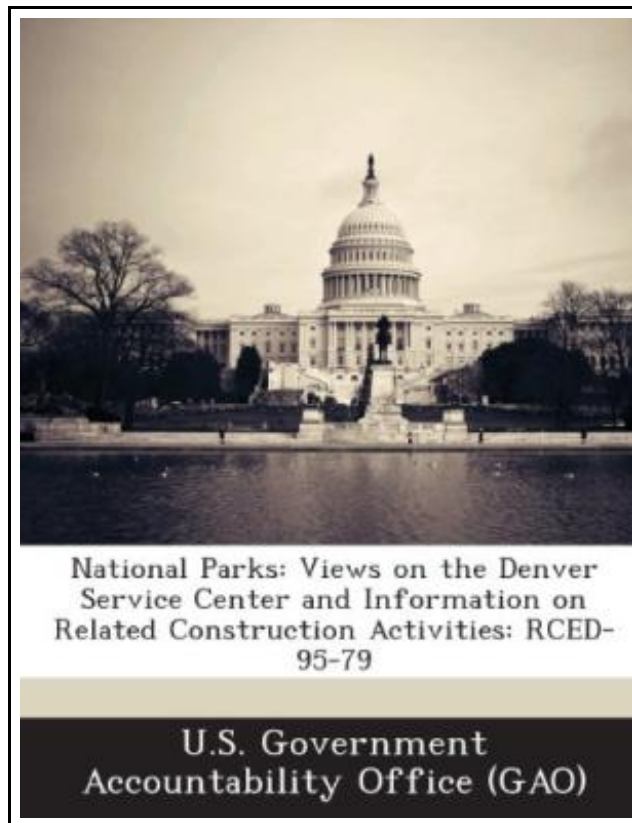 National Parks: Views on the Denver
Service Center and Information on
Related Construction Activities: RCED-
95-79
U.S. Government
Accountability Office (GAO)